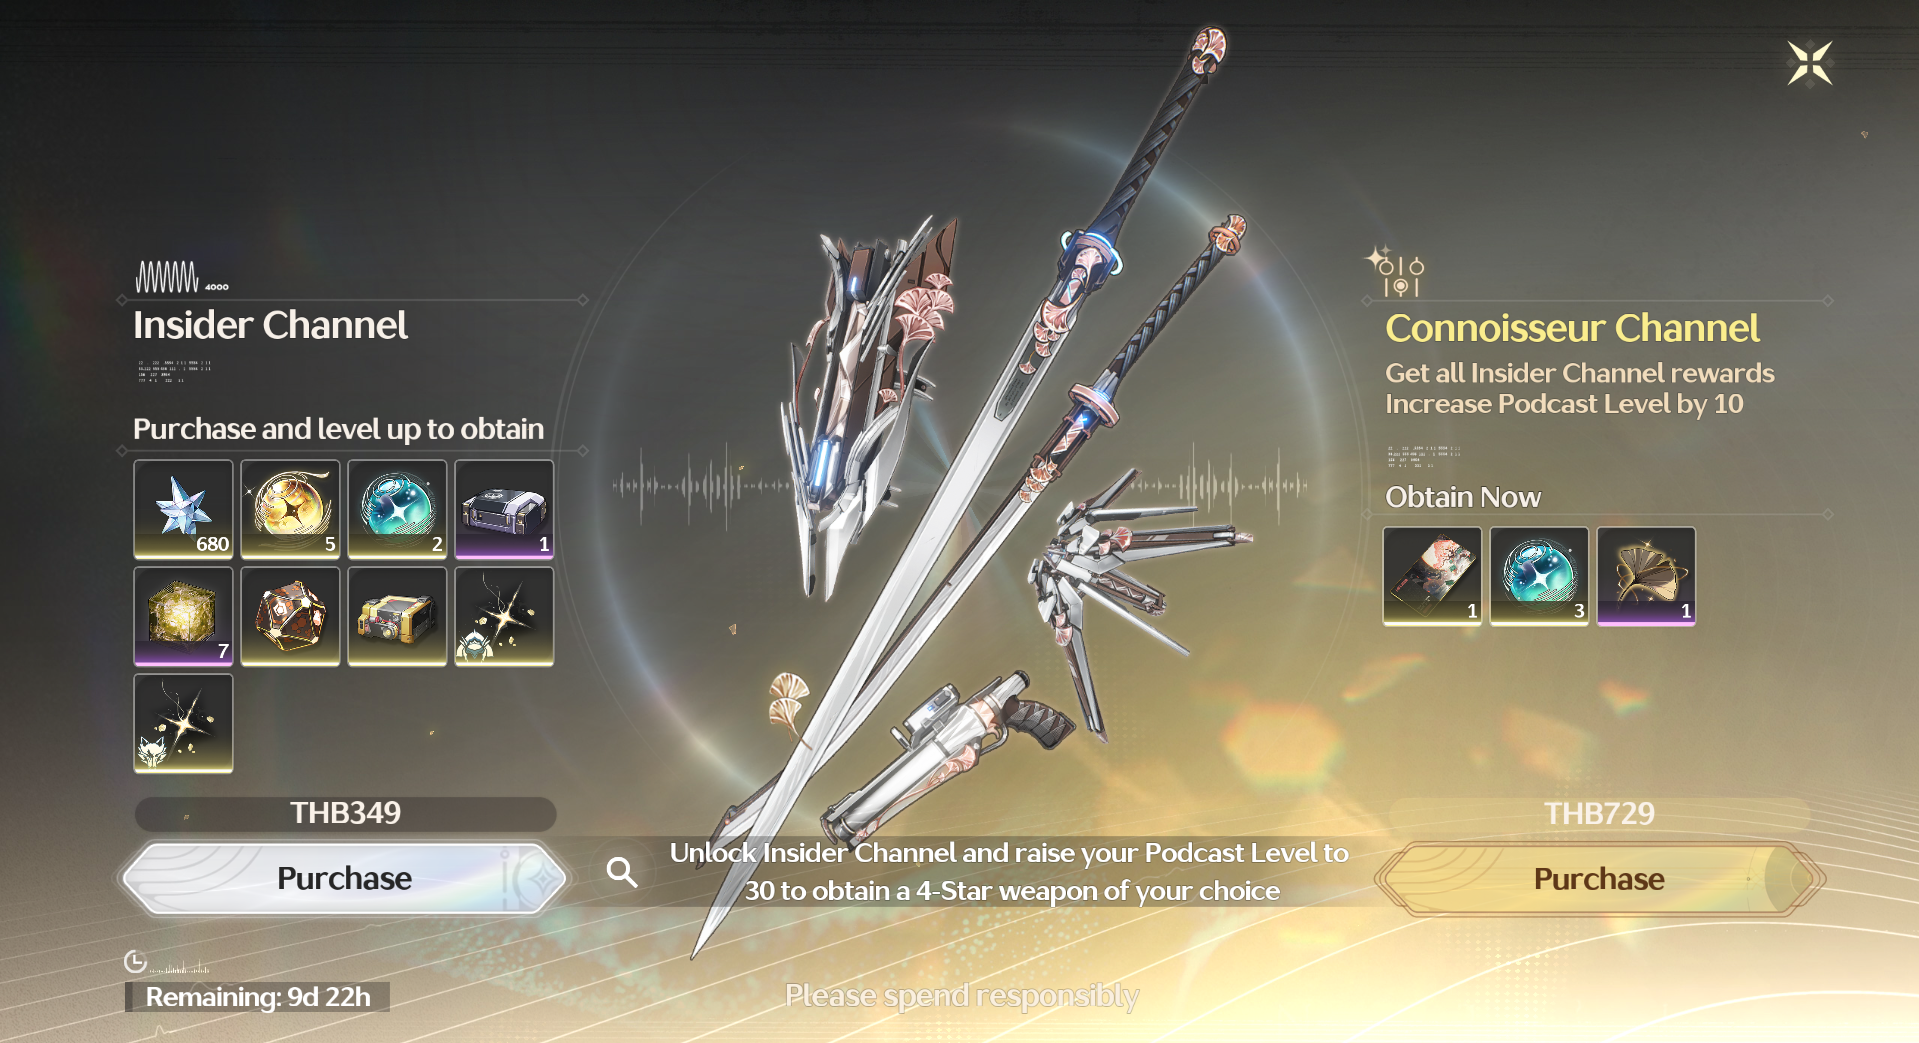 4000
Insider Channel
Purchase and level up to obtain
680
5
2
1
7
THB349
Purchase
Remaining: 9d 22h
Unlock Insider Channel and raise your Podcast Level to
30 to obtain a 4-Star weapon of your choice
Please spend responsibly
Connoisseur Channel
Get all Insider Channel rewards
Increase Podcast Level by 10
Obtain Now
1
3
1
THB729
Purchase